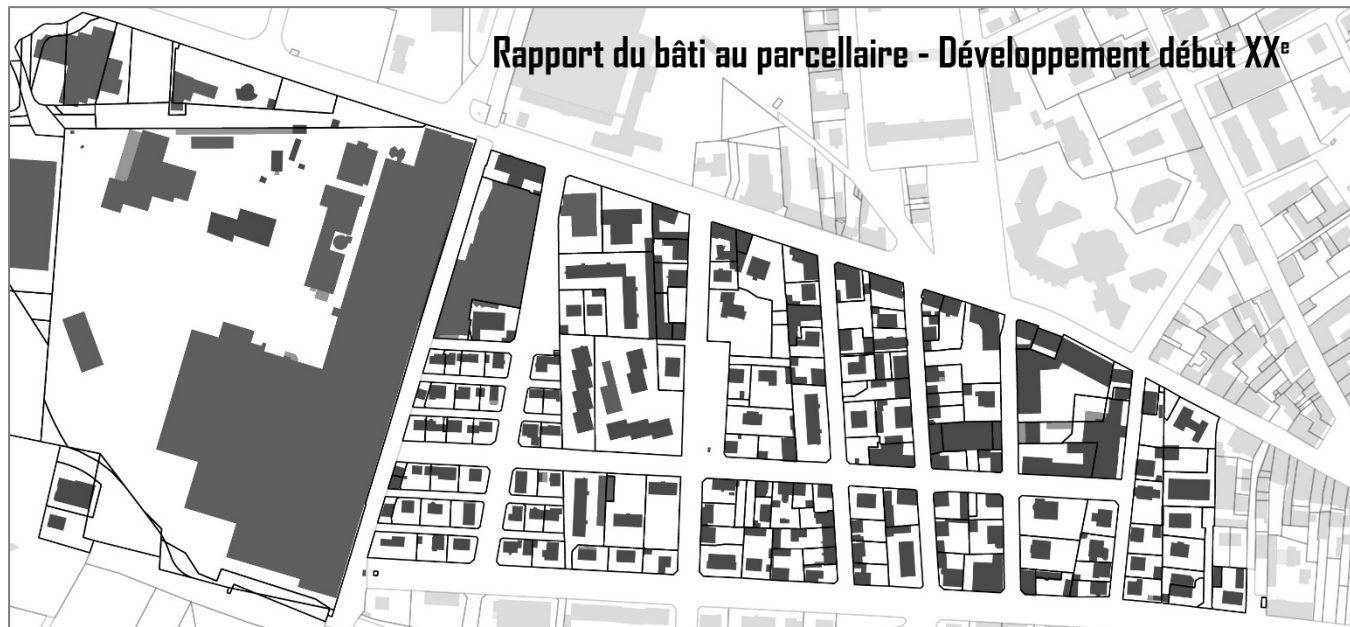 Rapport du bâti au parcellaire - Développement début XXᵉ